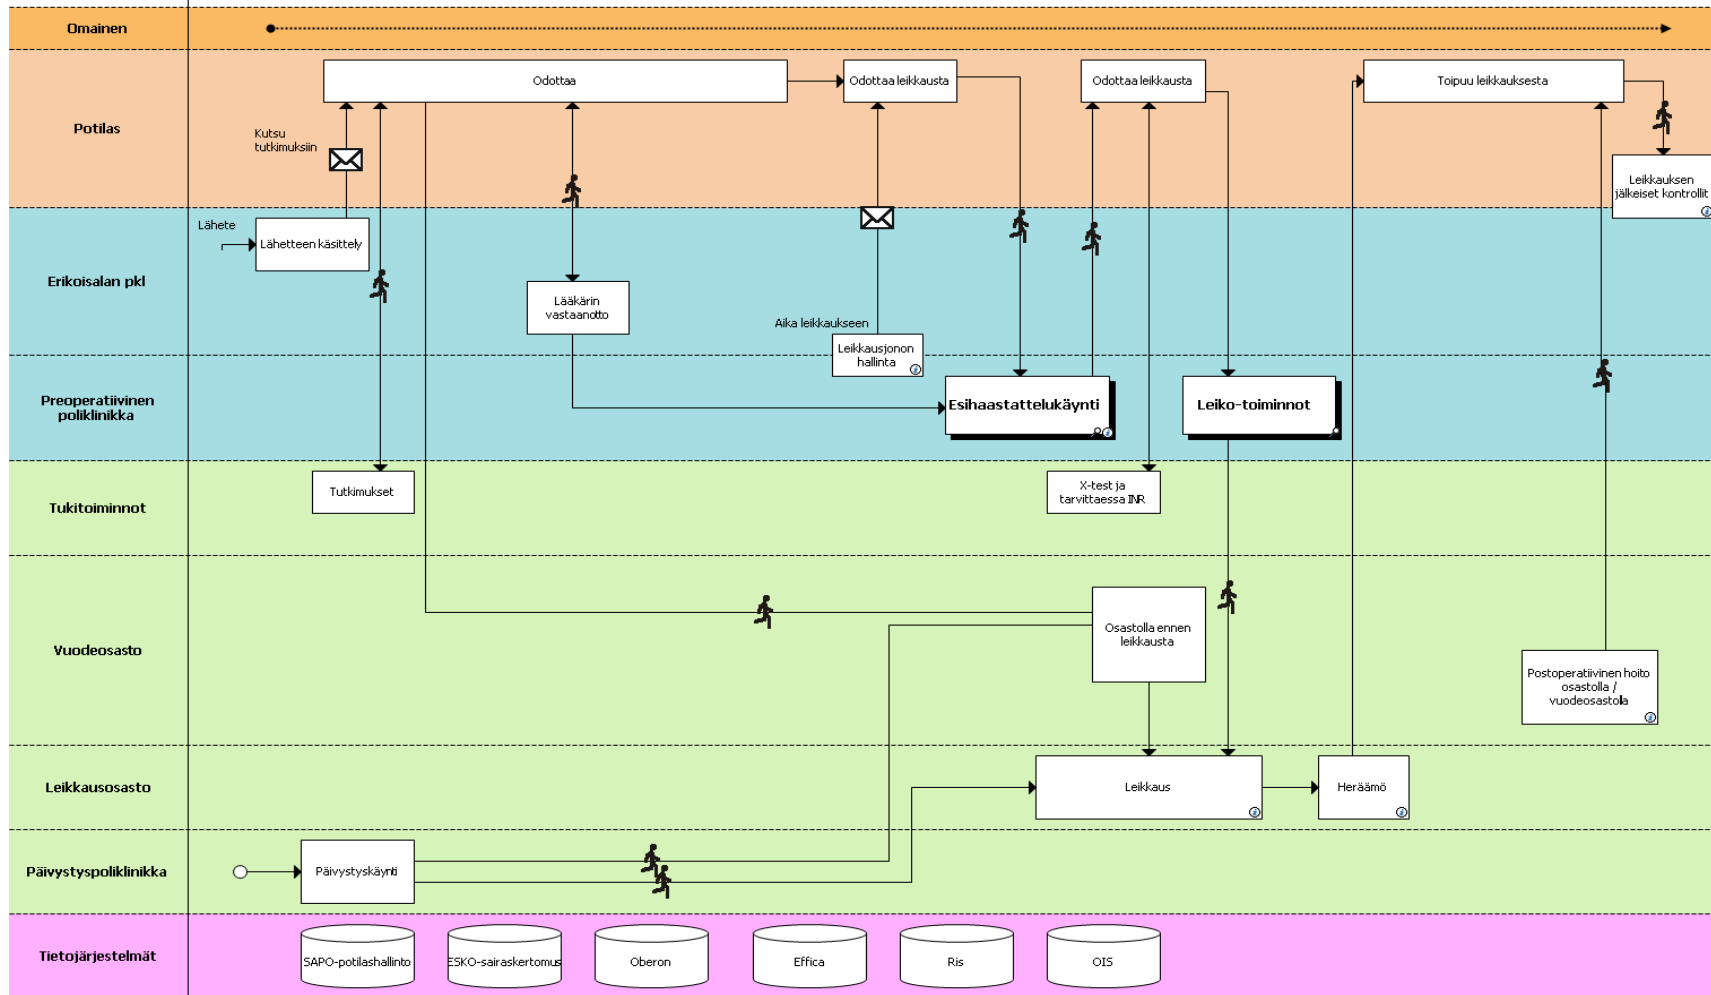 Omainen
Potilas
Odottaa
Odottaa leikkausta
Odottaa leikkausta
Toipuu leikkauksesta
Kutsu
tutkimuksiin
Leikkauksen
jälkeiset kontrollit
Erikoisalan pkl
Lähete
Lähetteen käsittely
Lääkärin
vastaanotto
Aika leikkaukseen
Leikkausjonon
hallinta
Preoperatiivinen
poliklinikka
Esihaastattelukäynti
Leiko-toiminnot
Tukitoiminnot
Tutkimukset
X-test ja
tarvittaessa INR
Vuodeosasto
Osastolla ennen
leikkausta
Postoperatiivinen hoito
osastolla /
vuodeosastolla
Leikkausosasto
Leikkaus
Heräämö
Päivystyspoliklinikka
Päivystyskäynti
Tietojärjestelmät
SAPO-potilashallinto
ESKO-sairaskertomus
Oberon
Effica
Ris
OIS